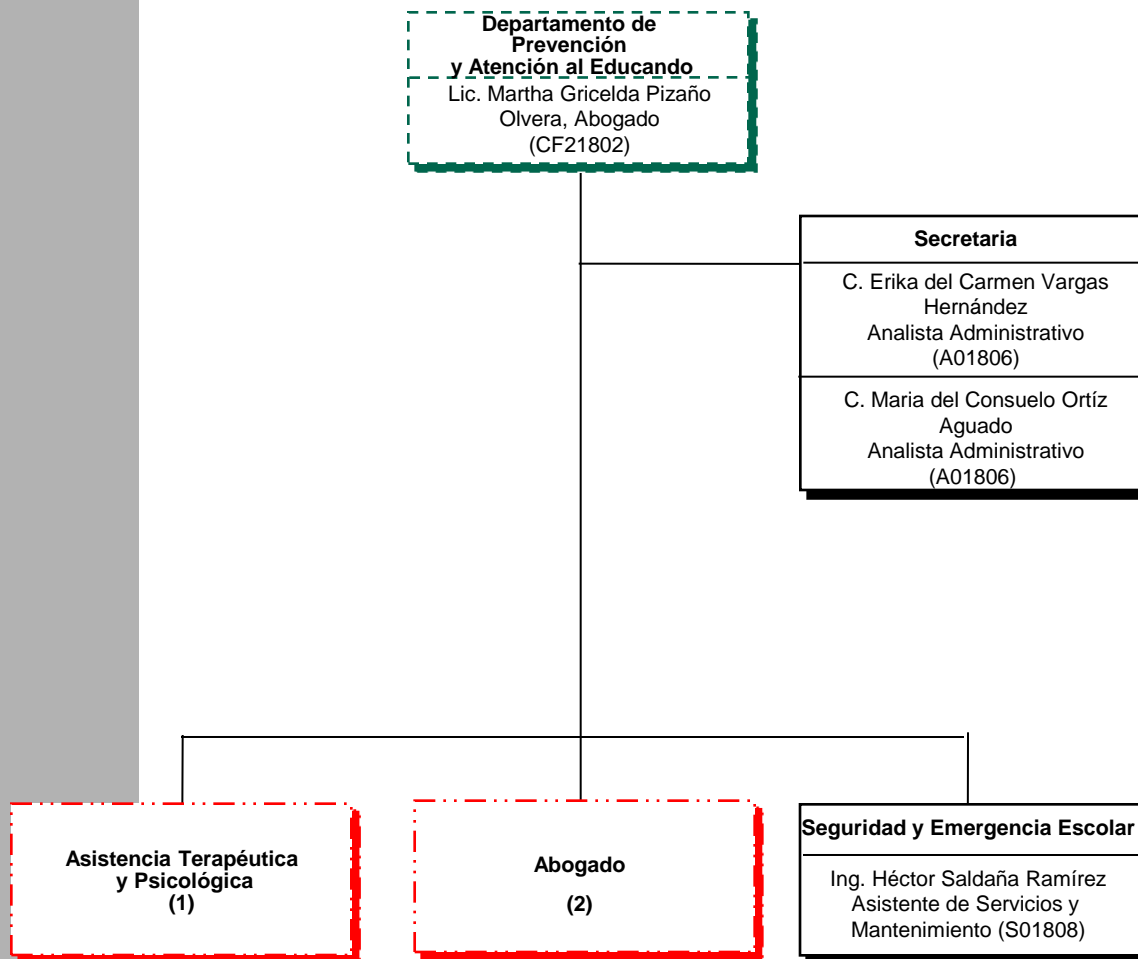 Departamento de
Prevención
y Atención al Educando
Lic. Martha Gricelda Pizaño
Olvera, Abogado
(CF21802)
Secretaria
C. Erika del Carmen Vargas
Hernández
Analista Administrativo
(A01806)
C. Maria del Consuelo Ortíz
Aguado
Analista Administrativo
(A01806)
Asistencia Terapéutica
y Psicológica
(1)
Abogado
(2)
Seguridad y Emergencia Escolar
Ing. Héctor Saldaña Ramírez
Asistente de Servicios y
Mantenimiento (S01808)